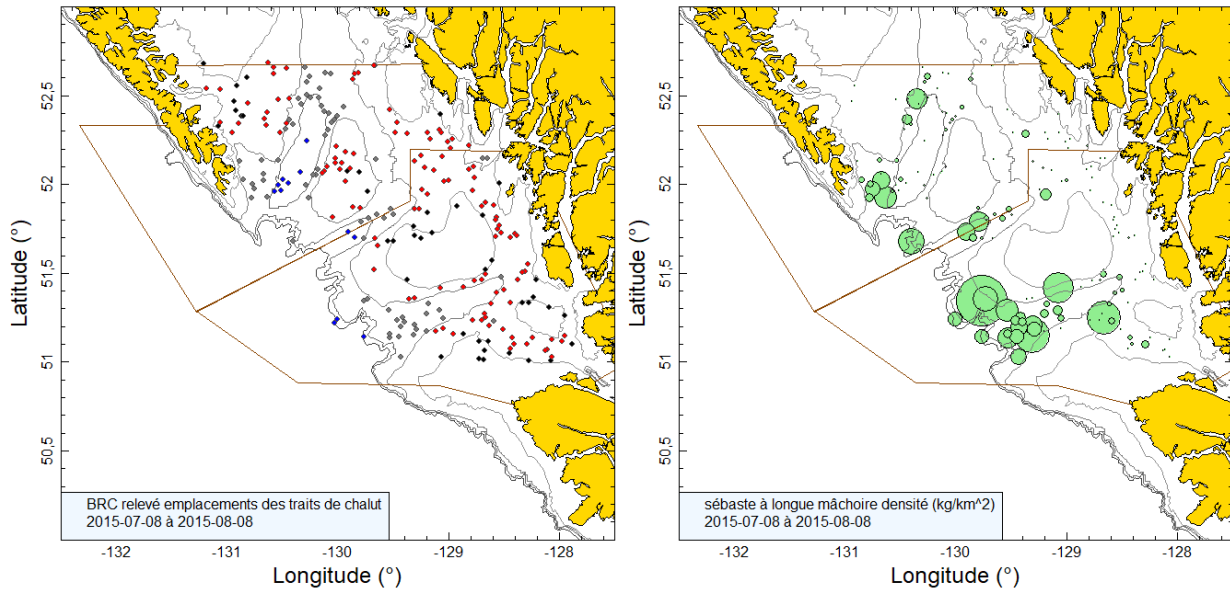 Latitude (°)
52,5
52
51,5
51
50,5
-132
-131
-130
-129
-128
Longitude (°)
BRC relevé emplacements des traits de chalut
2015-07-08 à 2015-08-08
Latitude (°)
52,5
52
51,5
51
50,5
-132
-131
-130
-129
-128
Longitude (°)
sébaste à longue mâchoire densité (kg/km^2)
2015-07-08 à 2015-08-08